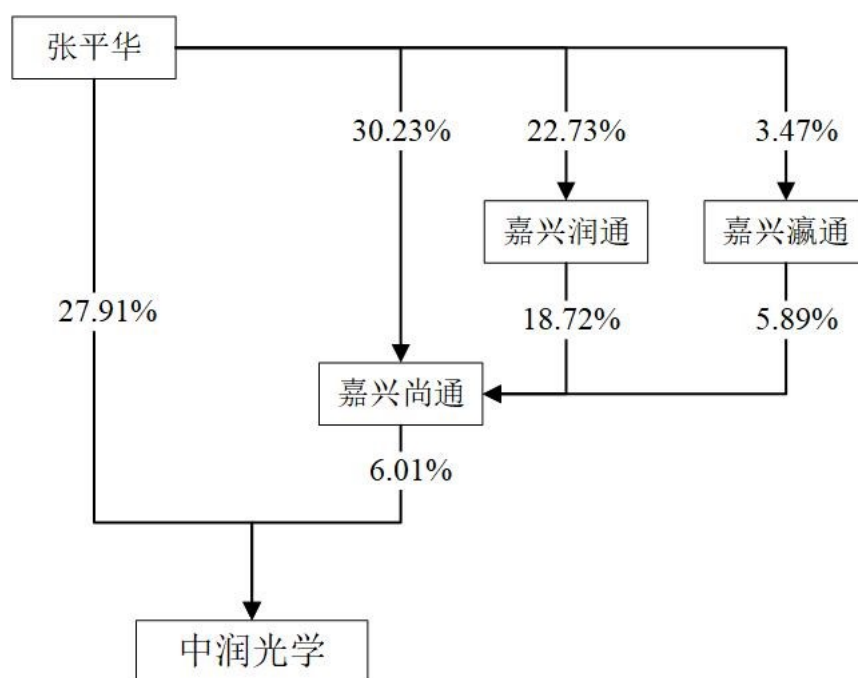 张平华
30.23%
22.73%
3.47%
嘉兴润通
嘉兴瀛通
27.91%
18.72%
5.89%
嘉兴尚通
6.01%
中润光学